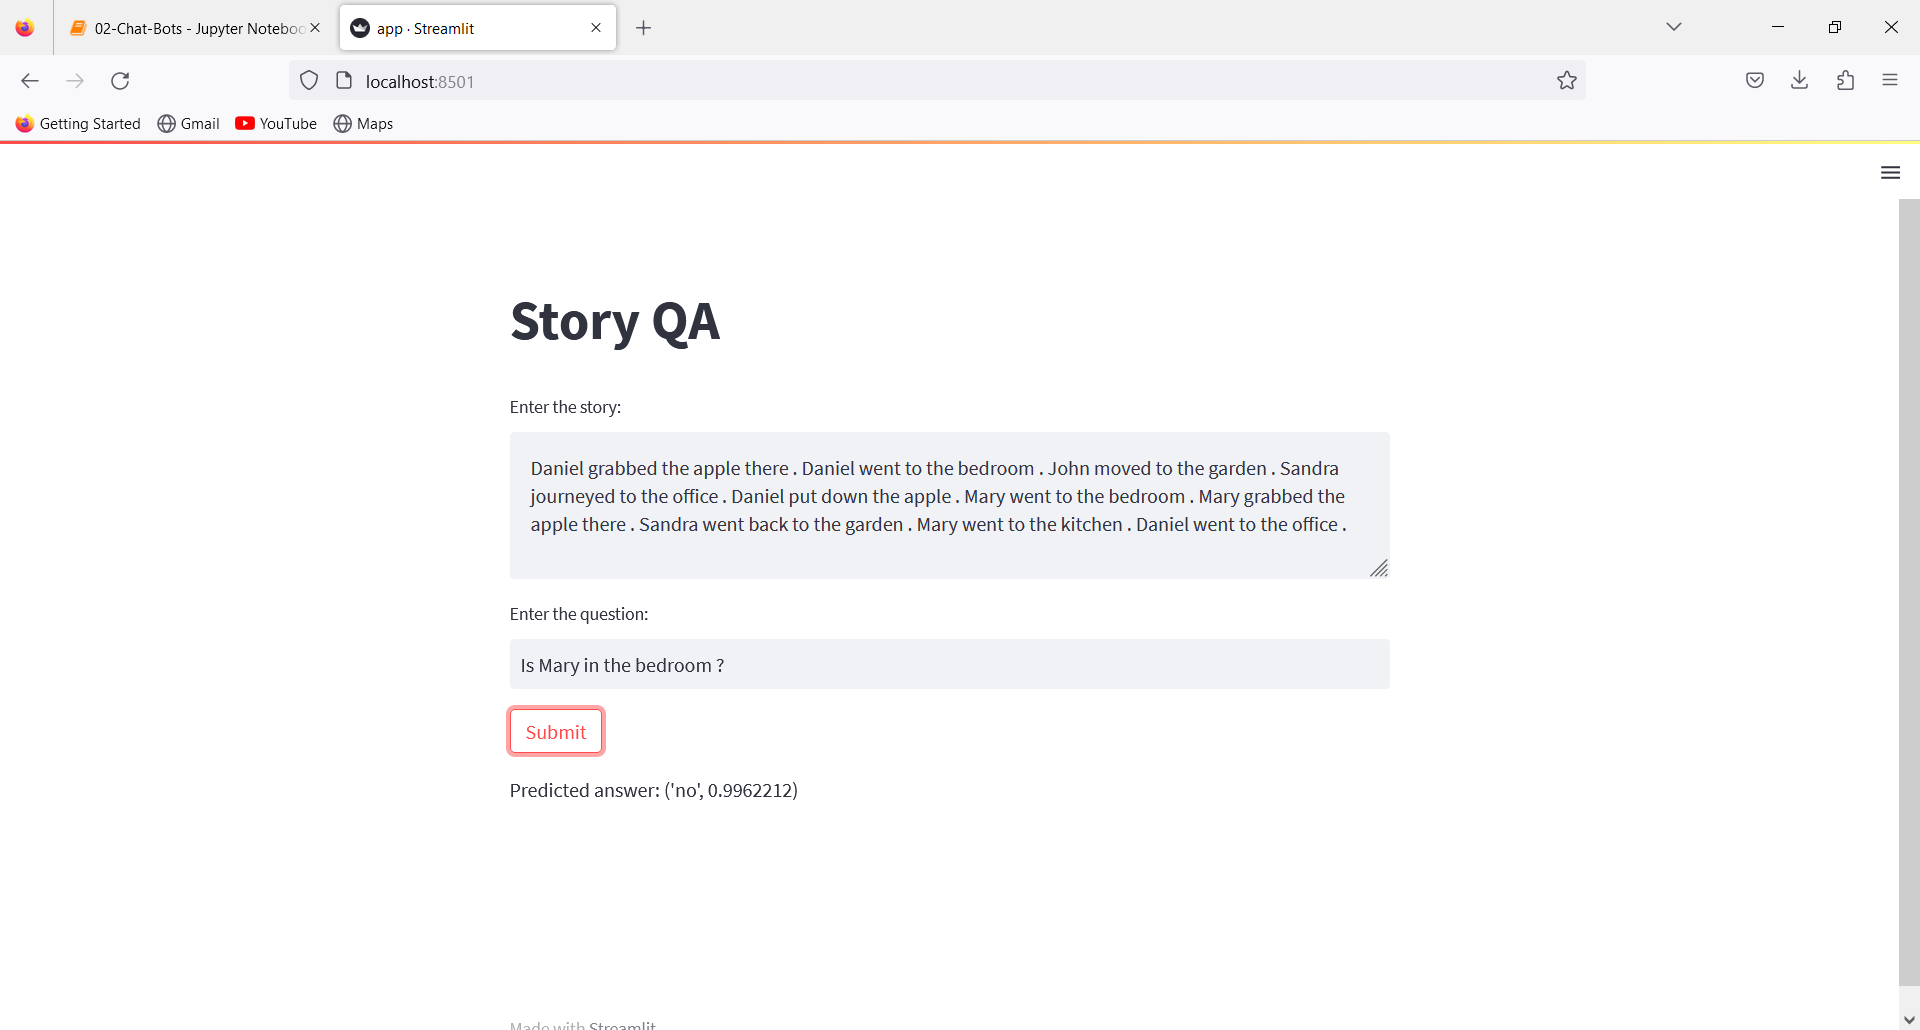 02-Chat-Bots - Jupyter Noteboo
app · Streamlit
localhost:8501
Getting Started
Gmail
YouTube
Maps
Story QA
Enter the story:
Daniel grabbed the apple there . Daniel went to the bedroom . John moved to the garden . Sandra
journeyed to the office . Daniel put down the apple . Mary went to the bedroom . Mary grabbed the
apple there . Sandra went back to the garden . Mary went to the kitchen . Daniel went to the office .
Enter the question:
Is Mary in the bedroom ?
Submit
Predicted answer: ('no', 0.9962212)
Made with Streamlit